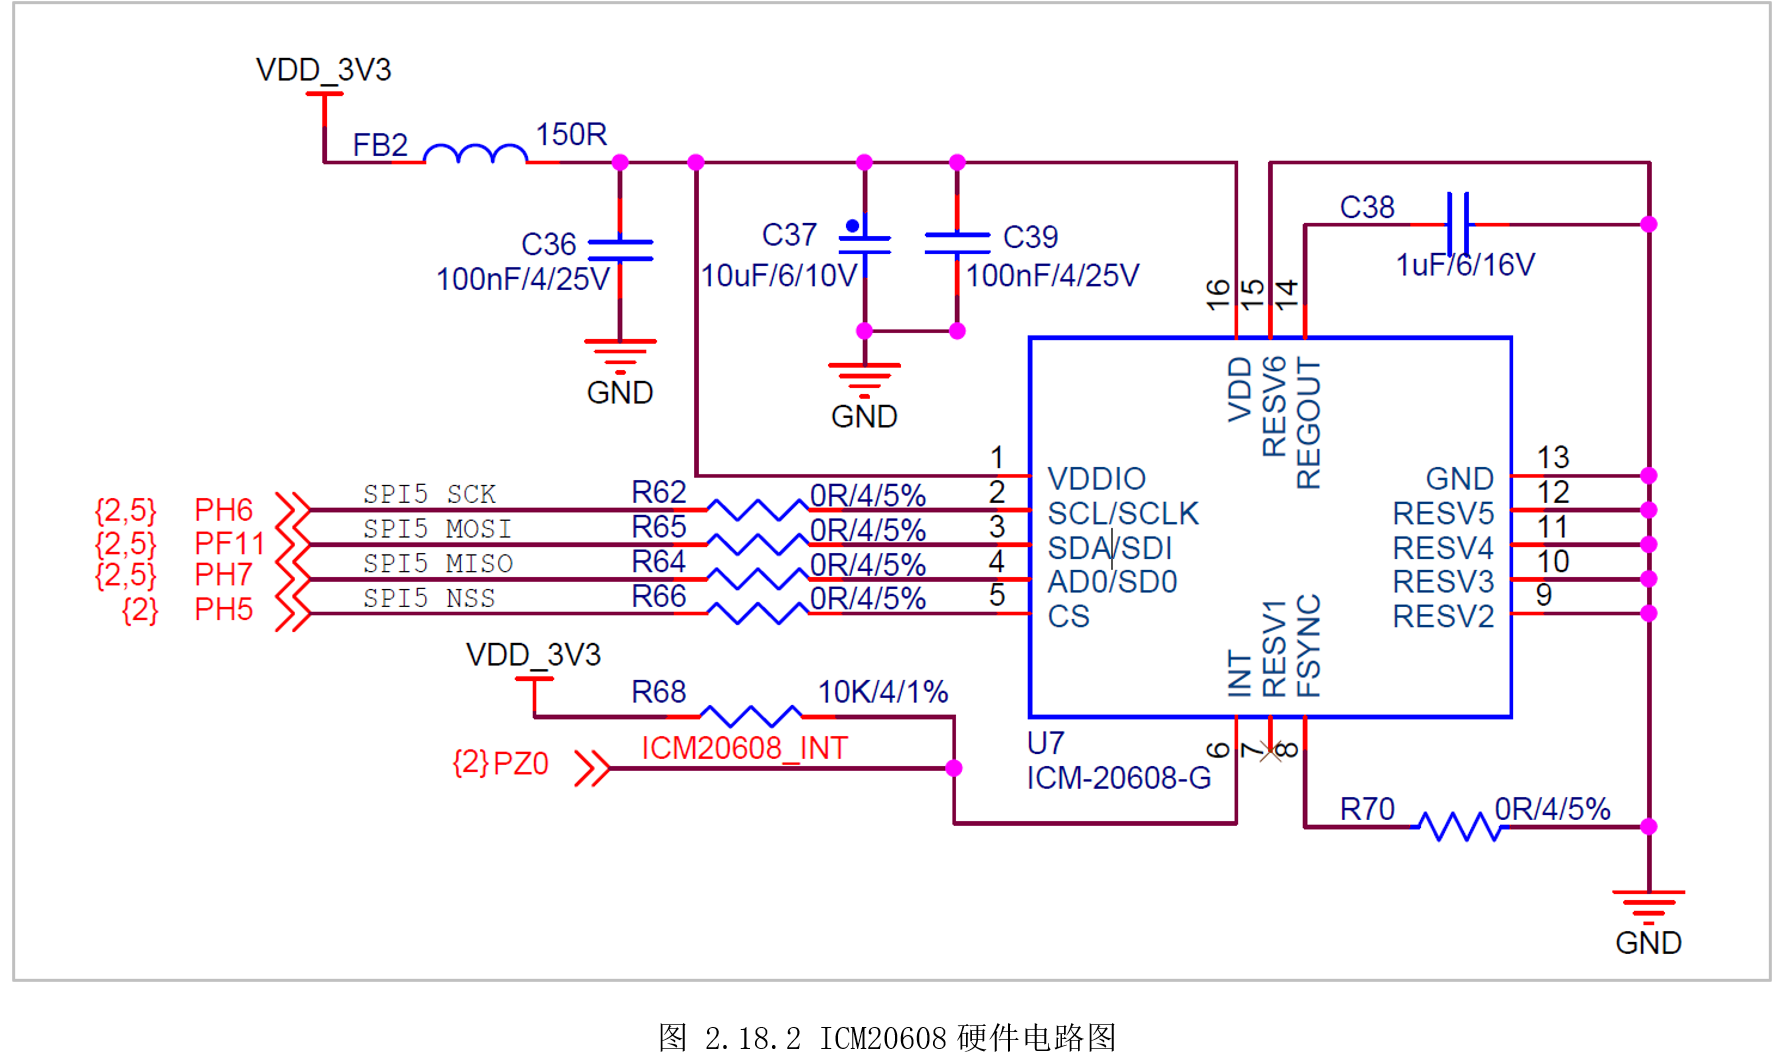 VDD_3V3
FB2
150R
C36
100nF/4/25V
GND
C37
10uF/6/10V
C39
100nF/4/25V
GND
C38
1uF/6/16V
16
15
14
VDD
RESV6
REGOUT
{2,5} PH6
SPI5 SCK
R62
0R/4/5%
{2,5} PF11
SPI5 MOSI
R65
0R/4/5%
{2,5} PH7
SPI5 MISO
R64
0R/4/5%
{2} PH5
SPI5 NSS
R66
0R/4/5%
1
VDDIO
2
SCL/SCLK
3
SDA/SDI
4
AD0/SD0
5
CS
GND
13
RESV5
12
RESV4
11
RESV3
10
RESV2
9
INT
RESV1
FSYNC
6
7
8
VDD_3V3
R68
10K/4/1%
{2}PZ0
ICM20608_INT
U7
ICM-20608-G
R70
0R/4/5%
GND
图 2.18.2 ICM20608 硬件电路图